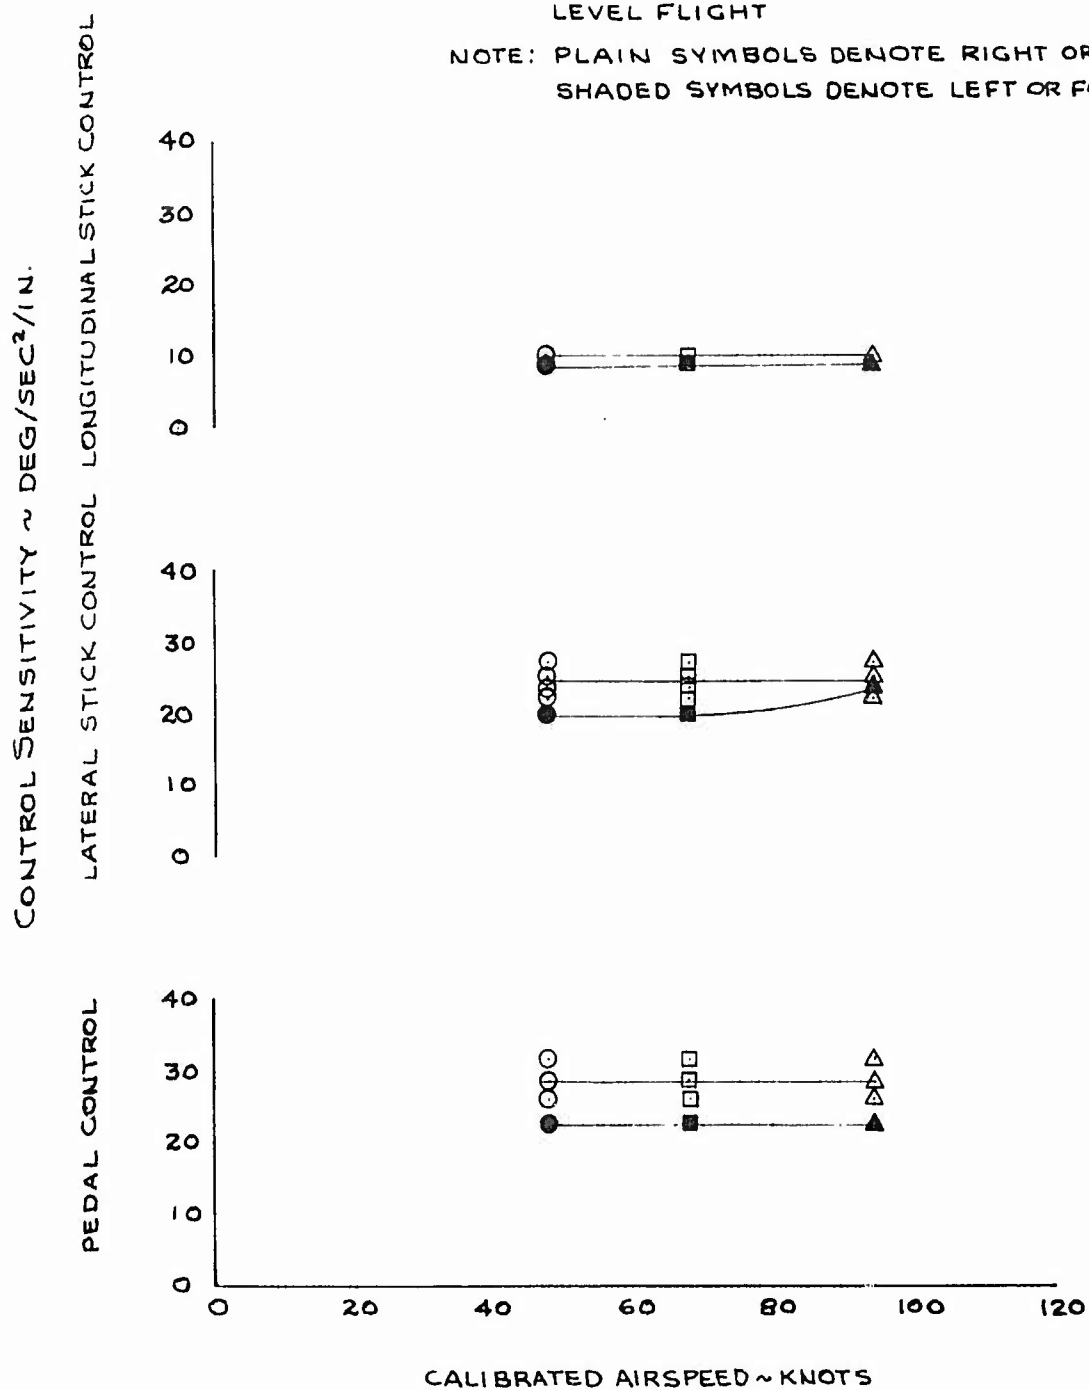 LEVEL FLIGHT
NOTE: PLAIN SYMBOLS DENOTE RIGHT OR
SHADED SYMBOLS DENOTE LEFT OR
CONTROL SENSITIVITY ~ DEG/SEC²/IN.
LONGITUDINAL STICK CONTROL
40
30
20
10
0
LATERAL STICK CONTROL
40
30
20
10
0
PEDAL CONTROL
40
30
20
10
0
0 20 40 60 80 100 120
CALIBRATED AIRSPEED ~ KNOTS